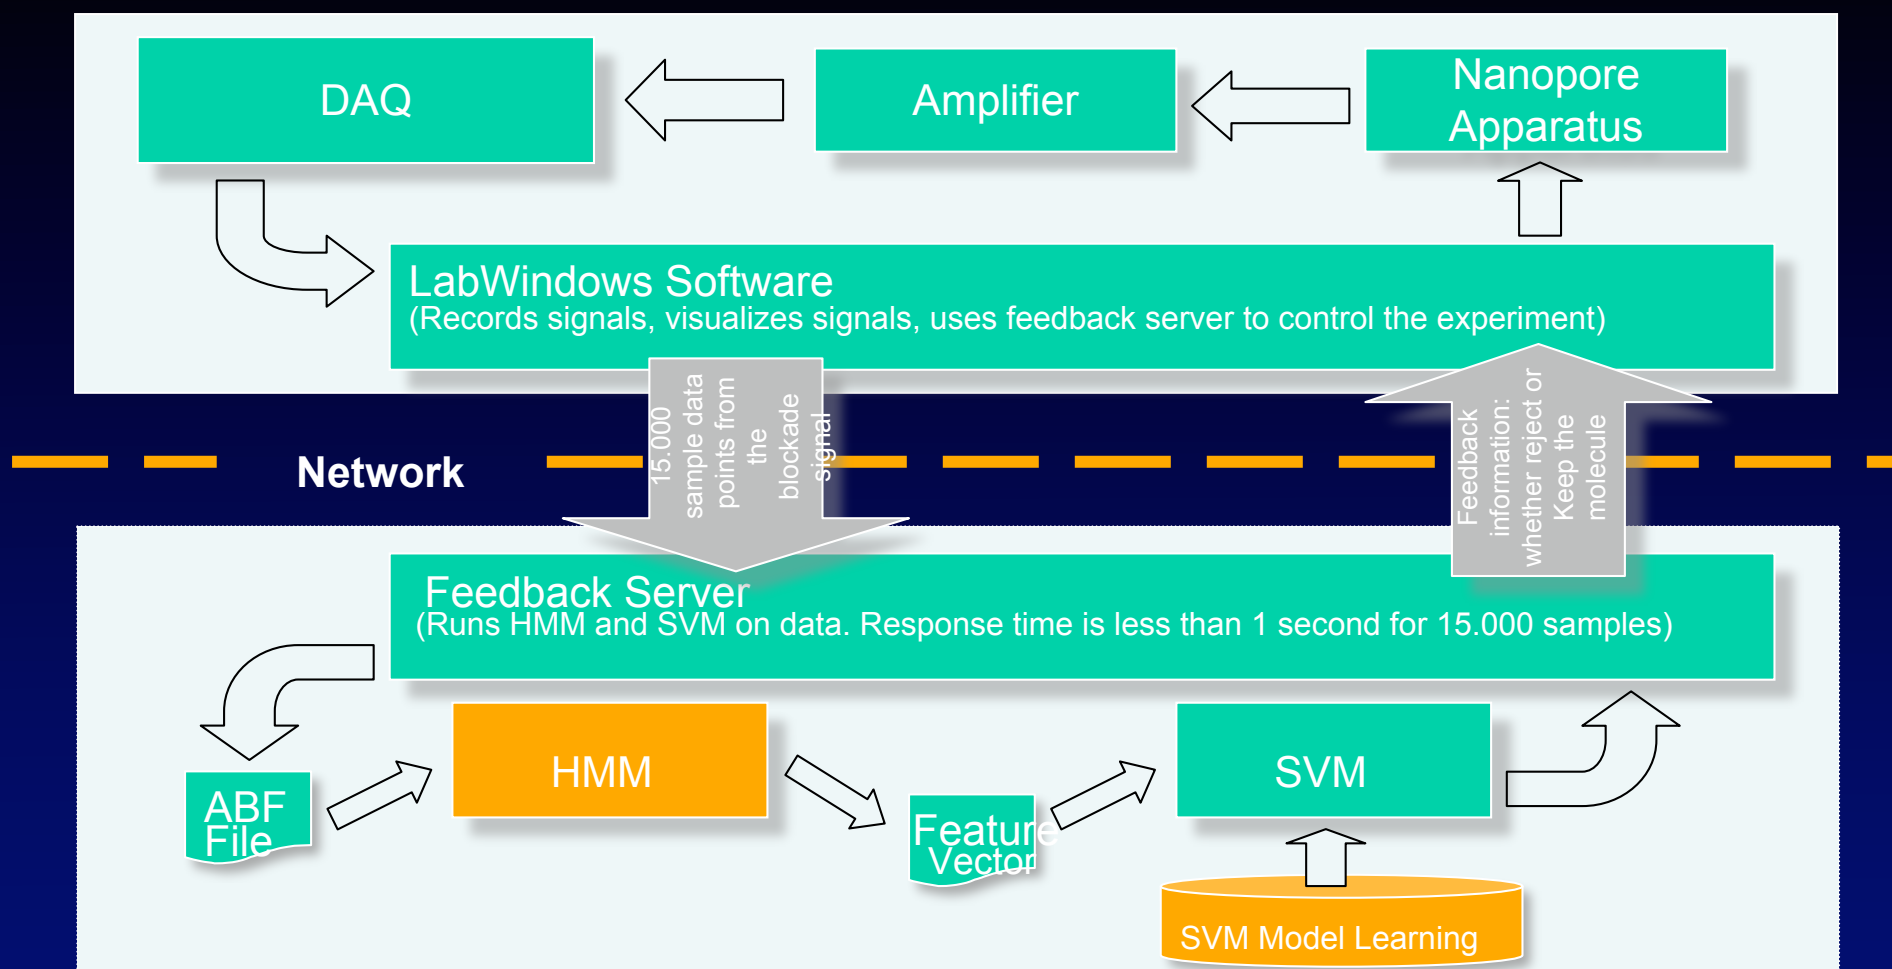 DAQ
Amplifier
Nanopore
Apparatus
LabWindows Software
(Records signals, visualizes signals, uses feedback server to control the experiment)
15.000
sample data
points from
the
blockade
signal
Feedback
information:
whether reject or
Keep the
molecule
Network
Feedback Server
(Runs HMM and SVM on data. Response time is less than 1 second for 15.000 samples)
ABF
File
HMM
Feature
Vector
SVM
SVM Model Learning